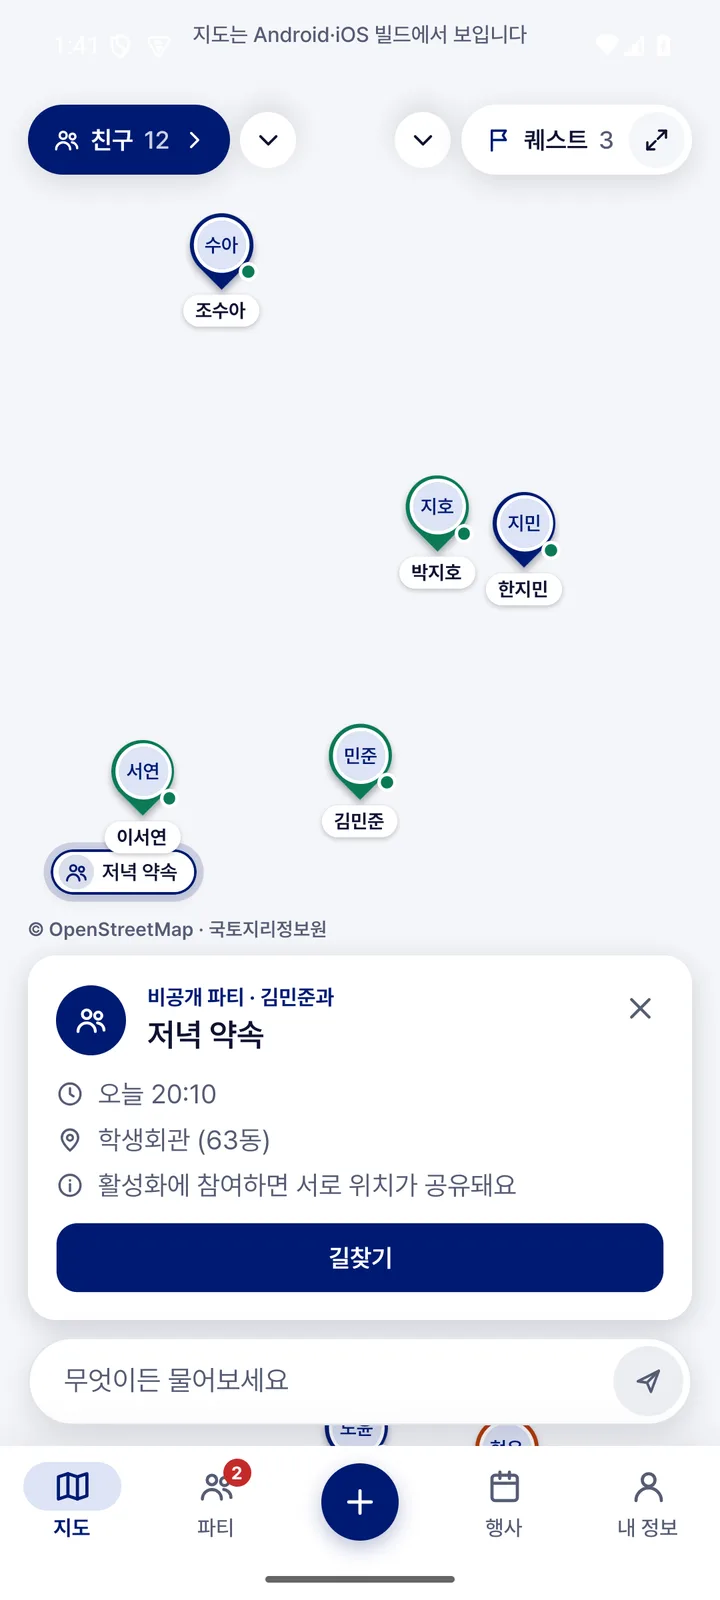 1:41
지도는 Android·iOS 빌드에서 보입니다
친구 12
퀘스트 3
수아
조수아
지호
지민
박지호
한지민
서연
민준
이서연
김민준
저녁 약속
© OpenStreetMap · 국토지리정보원
비공개 파티 · 김민준과
저녁 약속
오늘 20:10
학생회관 (63동)
활성화에 참여하면 서로 위치가 공유돼요
길찾기
무엇이든 물어보세요
도윤
2
지도
파티
행사
내 정보